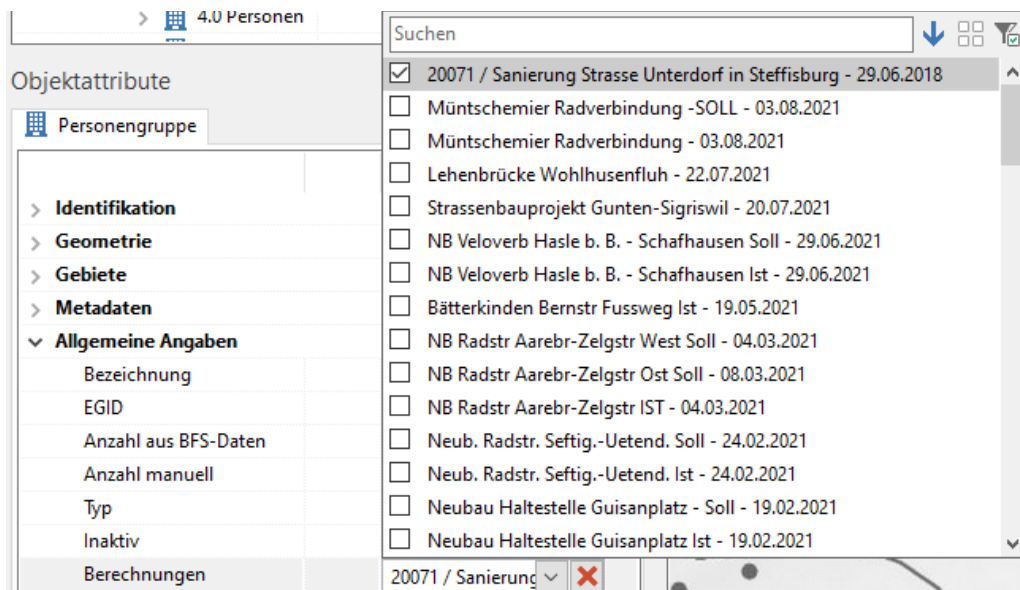 4.0 Personen
Objektattribute
Personengruppe
Identifikation
Geometrie
Gebiete
Metadaten
Allgemeine Angaben
Bezeichnung
EGID
Anzahl aus BFS-Daten
Anzahl manuell
Typ
Inaktiv
Berechnungen
Suchen
20071 / Sanierung Strasse Unterdorf in Steffisburg - 29.06.2018
Müntschemier Radverbindung -SOLL - 03.08.2021
Müntschemier Radverbindung - 03.08.2021
Lehenbrücke Wohlhusenfluh - 22.07.2021
Strassenbauprojekt Gunten-Sigriswil - 20.07.2021
NB Veloverb Hasle b. B. - Schafhausen Soll - 29.06.2021
NB Veloverb Hasle b. B. - Schafhausen Ist - 29.06.2021
Bätterkinden Bernstr Fussweg Ist - 19.05.2021
NB Radstr Aarebr-Zelgstr West Soll - 04.03.2021
NB Radstr Aarebr-Zelgstr Ost Soll - 08.03.2021
NB Radstr Aarebr-Zelgstr IST - 04.03.2021
Neub. Radstr. Seftig.-Uetend. Soll - 24.02.2021
Neub. Radstr. Seftig.-Uetend. Ist - 24.02.2021
Neubau Haltestelle Guisanplatz - Soll - 19.02.2021
Neubau Haltestelle Guisanplatz Ist - 19.02.2021
20071 / Sanierung